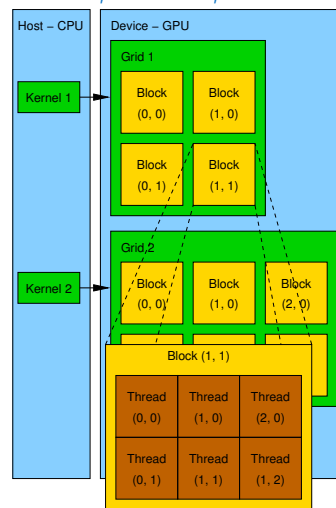 Host – CPU
Device – GPU
Grid 1
Kernel 1
Block
(0, 0)
Block
(1, 0)
Block
(0, 1)
Block
(1, 1)
Grid 2
Kernel 2
Block
(0, 0)
Block
(1, 0)
Block
(2, 0)
Block (1, 1)
Thread
(0, 0)
Thread
(1, 0)
Thread
(2, 0)
Thread
(0, 1)
Thread
(1, 1)
Thread
(1, 2)